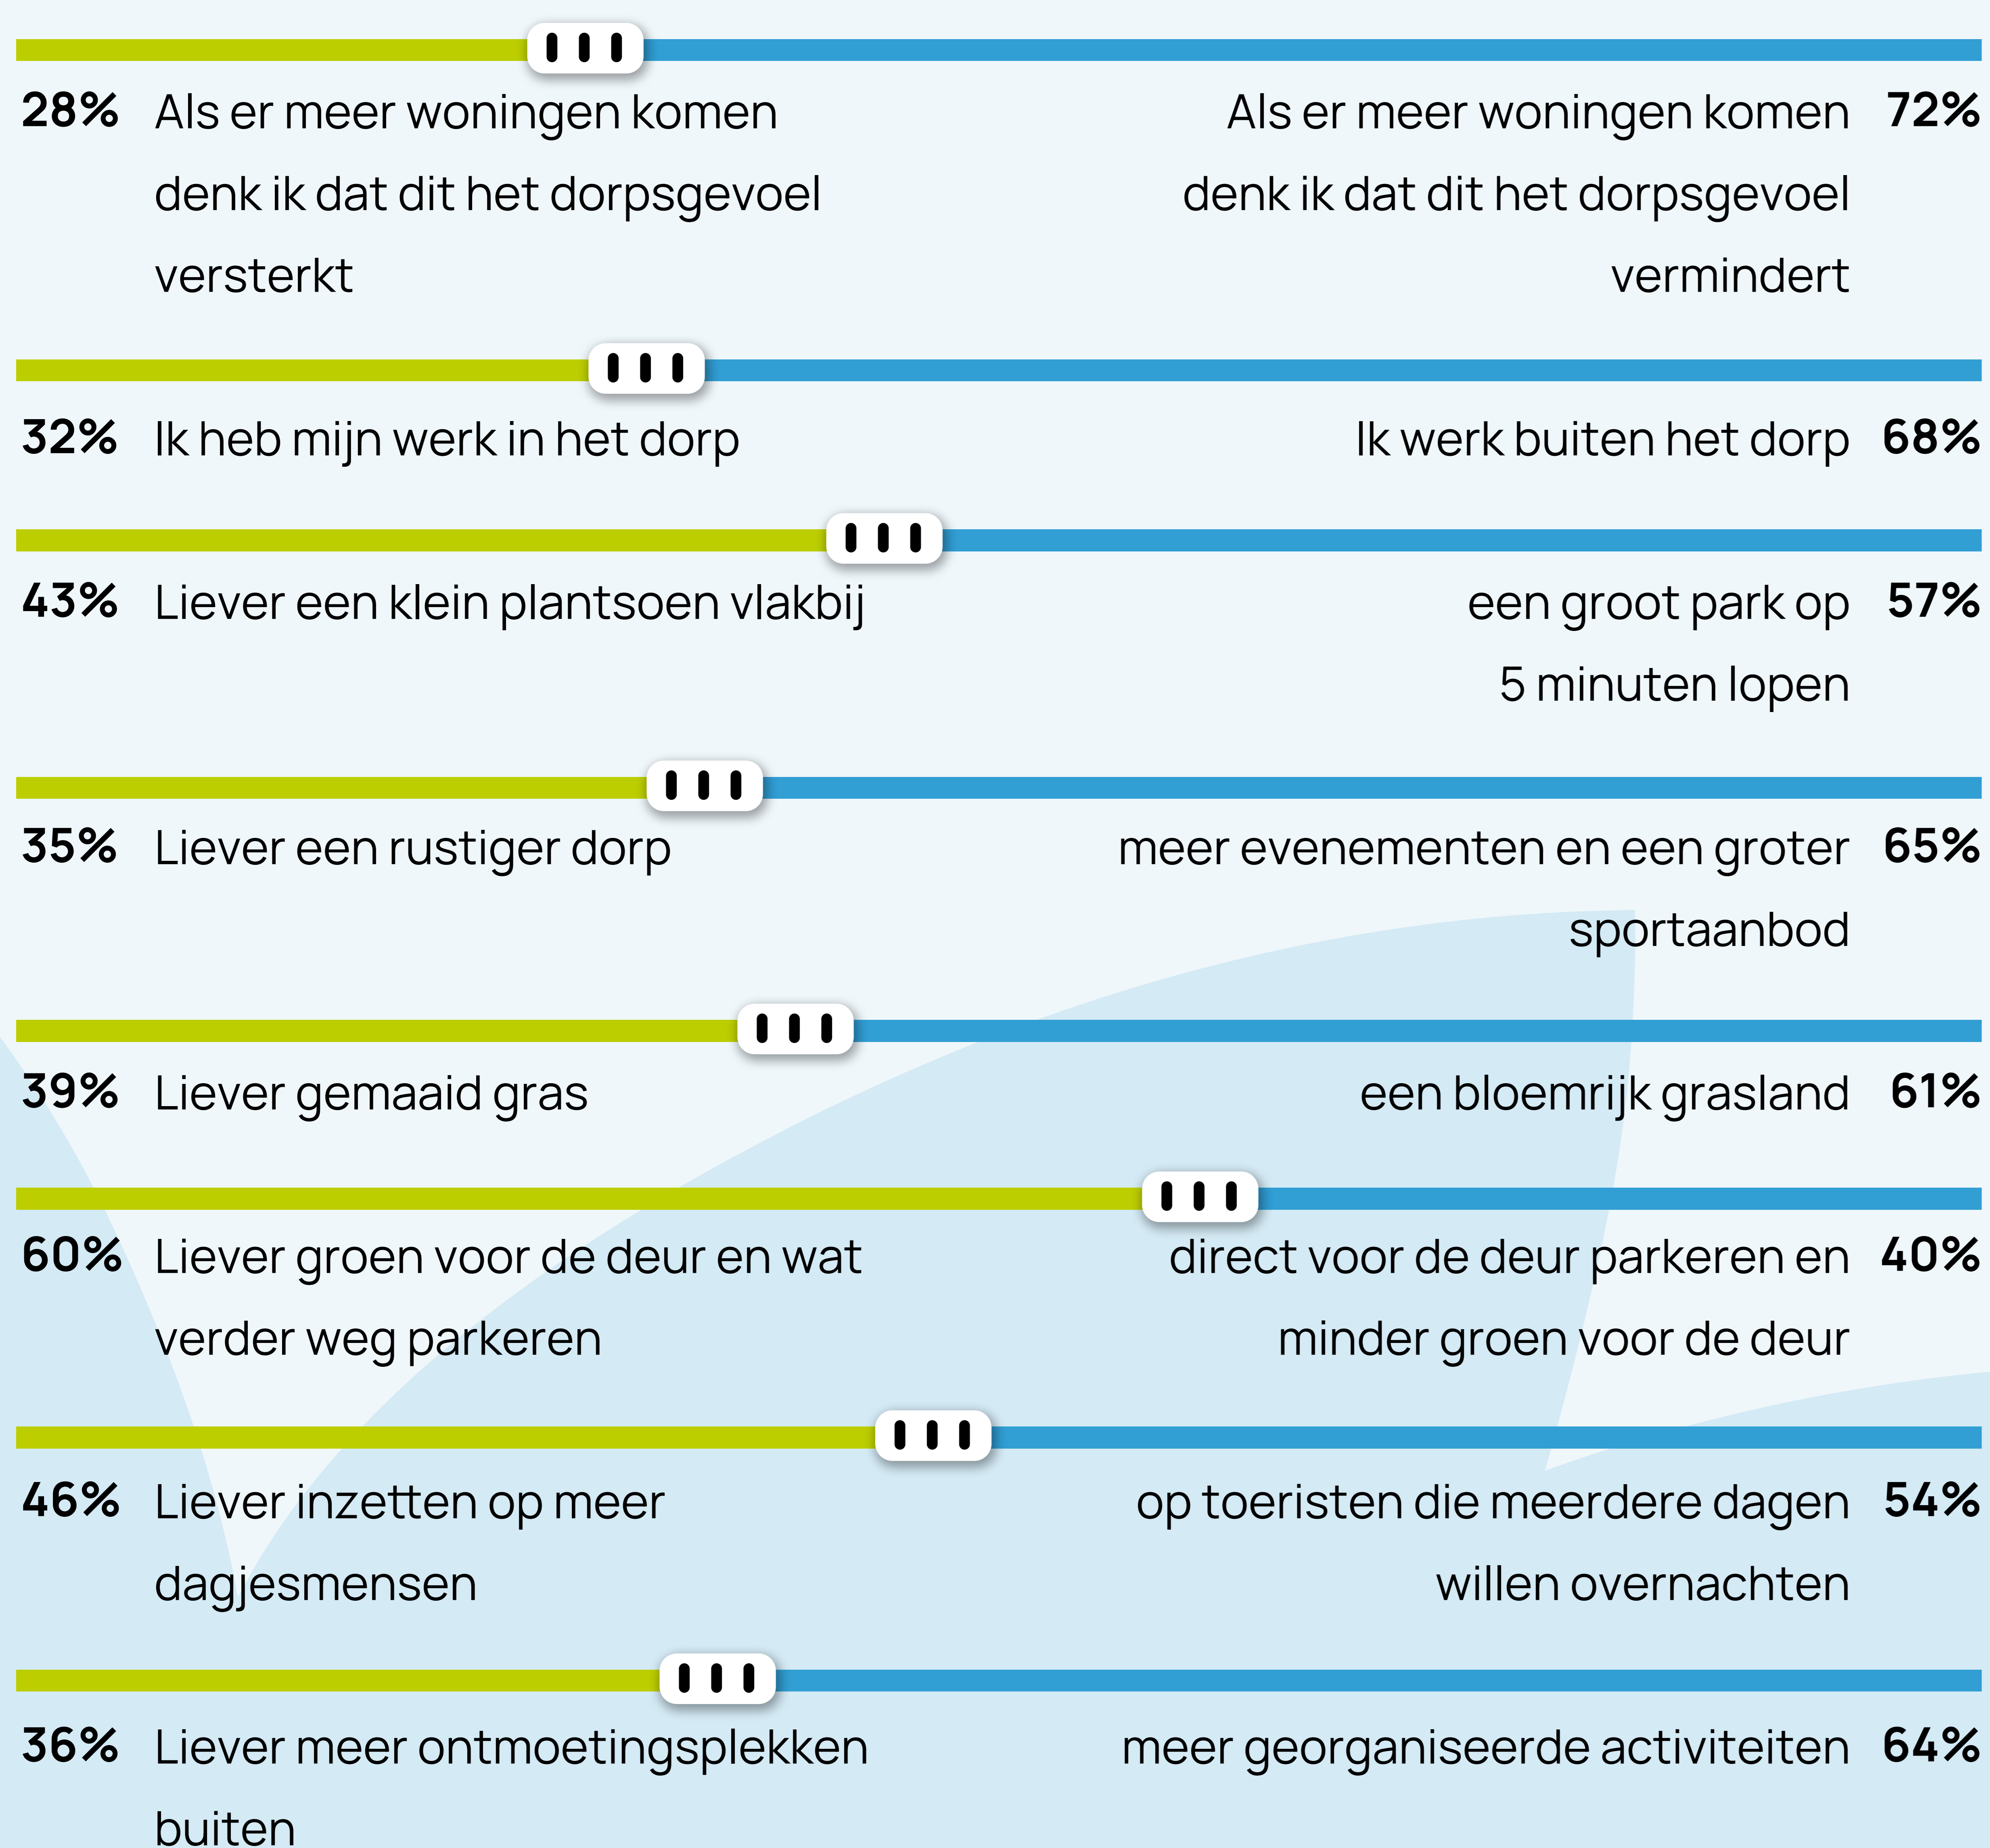 28% Als er meer woningen komen Als er meer woningen komen 72%
denk ik dat dit het dorpsgevoel denk ik dat dit het dorpsgevoel
versterkt vermindert
32% Ik heb mijn werk in het dorp Ik werk buiten het dorp 68%
43% Liever een klein plantsoen vlakbij een groot park op 57%
5 minuten lopen
35% Liever een rustiger dorp meer evenementen en een groter 65%
sportaanbod
39% Liever gemaaid gras een bloemrijk grasland 61%
60% Liever groen voor de deur en wat direct voor de deur parkeren en 40%
verder weg parkeren minder groen voor de deur
46% Liever inzetten op meer op toeristen die meerdere dagen 54%
dagjesmensen willen overnachten
36% Liever meer ontmoetingsplekken meer georganiseerde activiteiten 64%
buiten